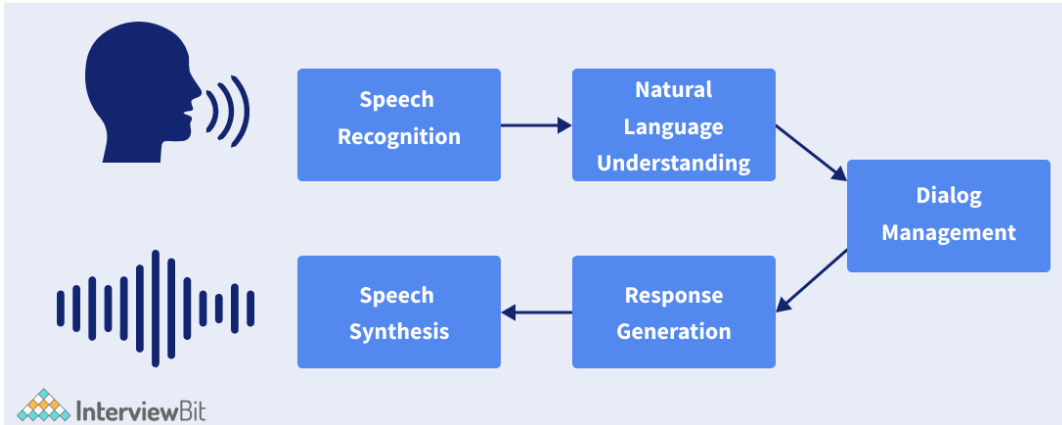 Speech
Recognition
Natural
Language
Understanding
Dialog
Management
Speech
Synthesis
Response
Generation
InterviewBit